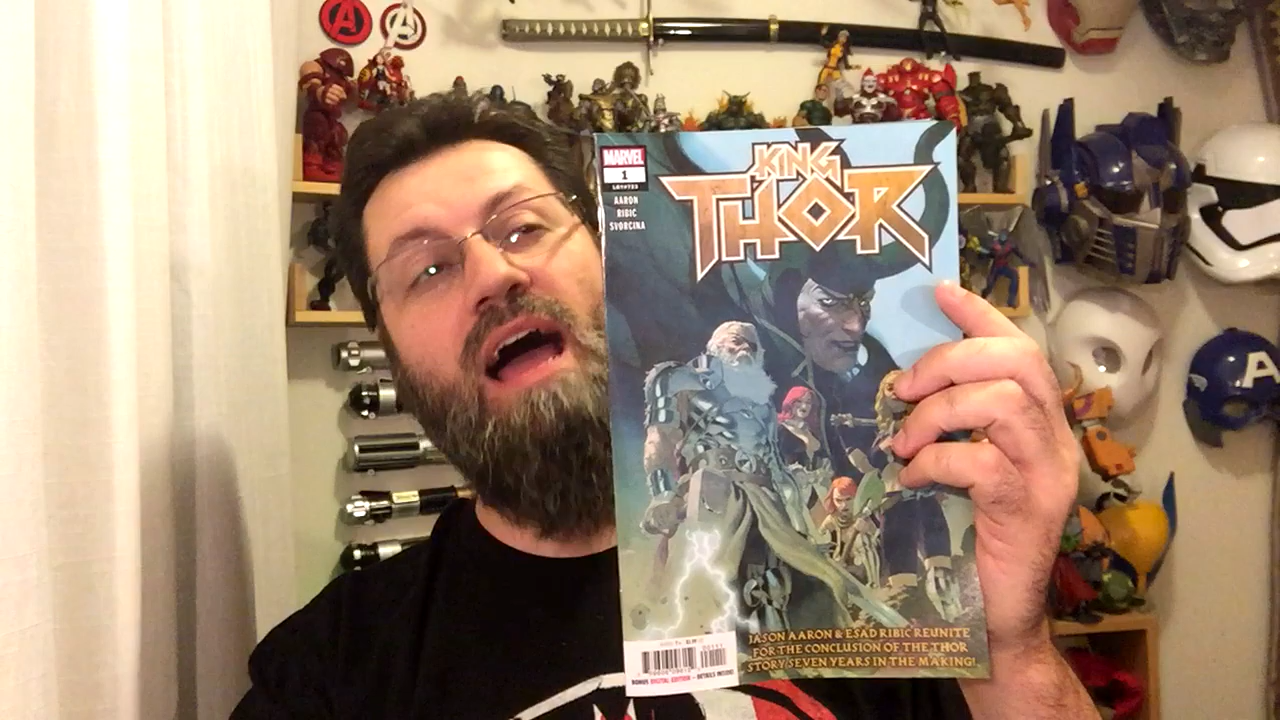 MARVEL
1
LGY#723
AARON
RIBIC
SVORCINA
KING
THOR
A
JASON AARON & ESAD RIBIC REUNITE
FOR THE CONCLUSION OF THE THOR
STORY SEVEN YEARS IN THE MAKING!
BONUS DIGITAL EDITION – DETAILS INSIDE!